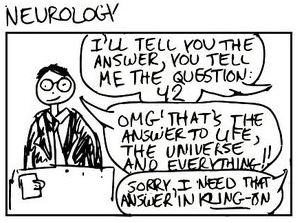 NEUROLOGY
I'LL TELL YOU THE
ANSWER, YOU TELL
ME THE QUESTION:
42
OMG! THAT'S THE
ANSWER TO LIFE,
THE UNIVERSE
AND EVERYTHING!!
SORRY, I NEED THAT
ANSWER IN KLING-ON